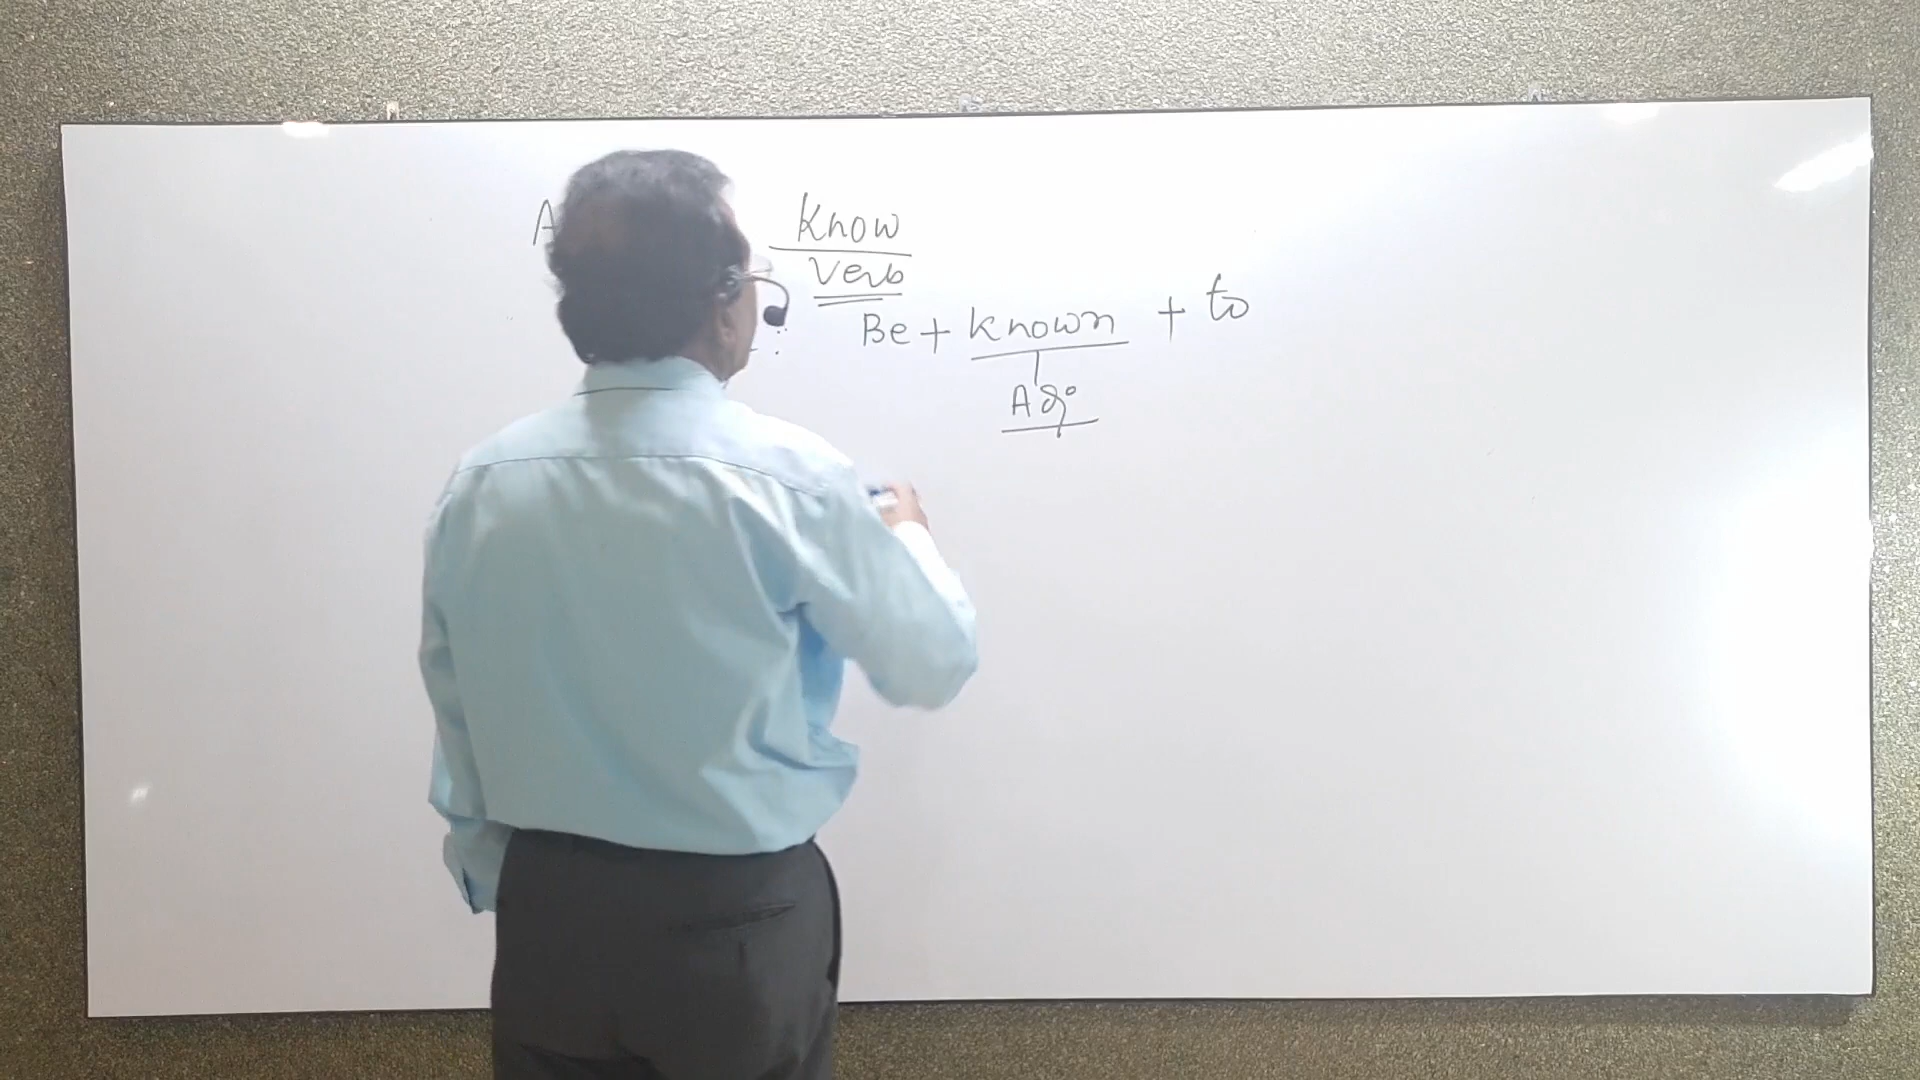 A Know
Verb
Be + known + to
Adj